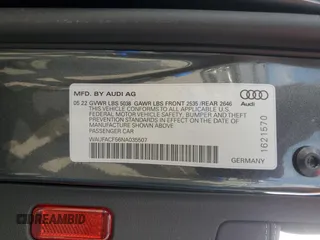 MFD. BY AUDI AG
05 22 GVWR LBS 5038 GAWR LBS FRONT 2535 /REAR 2646
THIS VEHICLE CONFORMS TO ALL APPLICABLE U.S.
FEDERAL MOTOR VEHICLE SAFETY, BUMPER AND THEFT
PREVENTION STANDARDS IN EFFECT ON THE DATE OF
MANUFACTURE SHOWN ABOVE.
PASSENGER CAR
WAUFACF56NA035507
Audi
1621570
GERMANY
DREAMBID